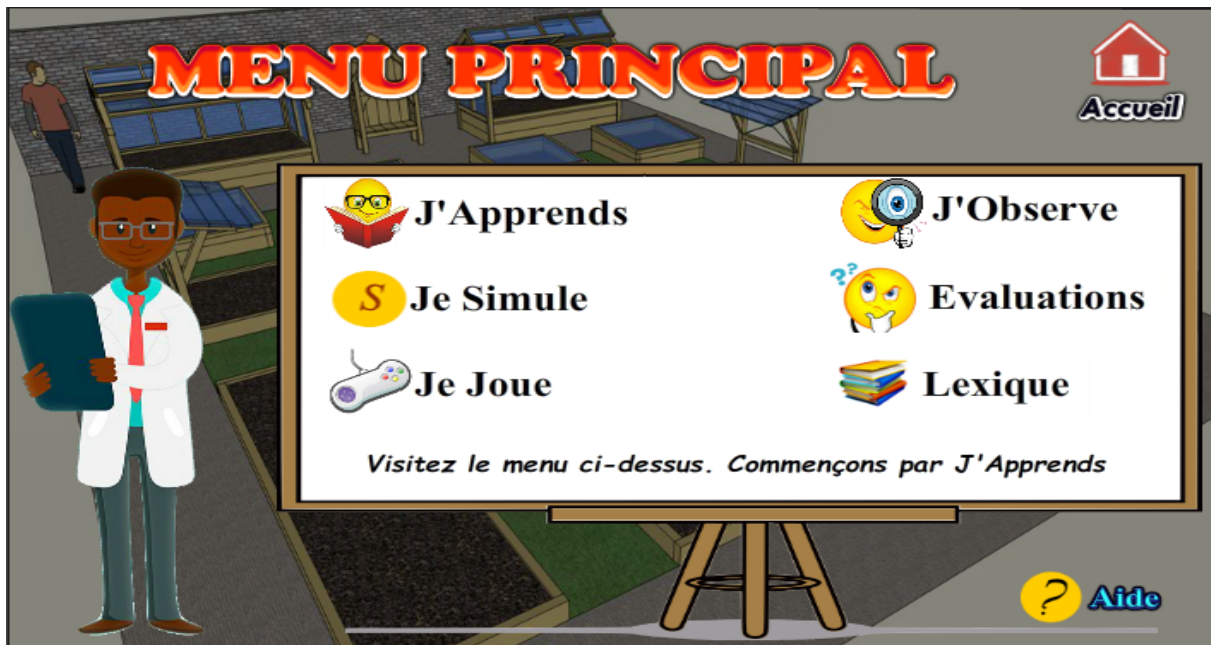 MENU PRINCIPAL
Accueil
J'Apprends
J'Observe
S
Je Simule
??
Evaluations
Je Joue
Lexique
Visitez le menu ci-dessus. Commençons par J'Apprends
? Aide